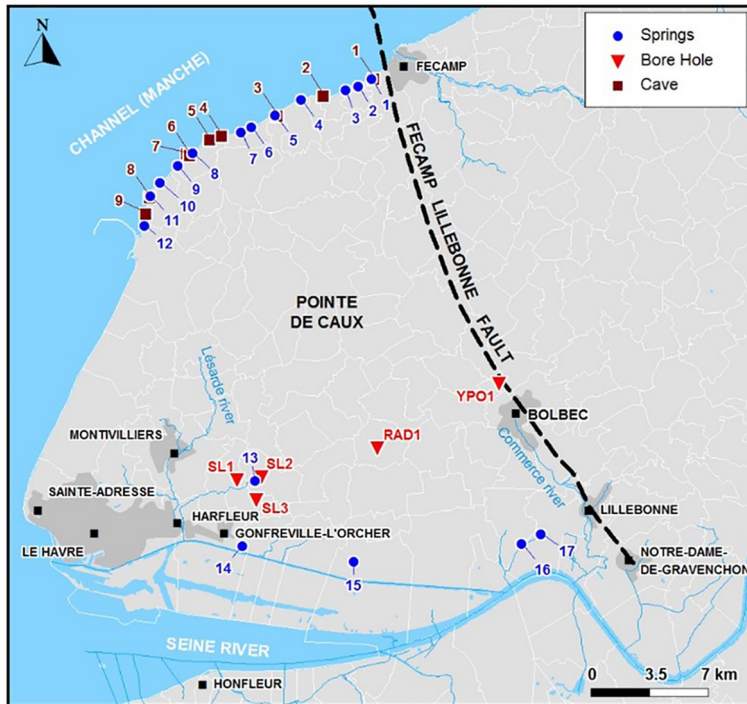 N
CHANNEL (MANCHE)
Springs
Bore Hole
Cave
FECAMP
1
2
3
4
5
6
7
8
9
1
2
3
4
5
6
7
8
9
10
11
12
FECAMP LILLEBONNE FAULT
POINTE
DE CAUX
Lésarde river
YPO1
BOLBEC
Commerce river
RAD1
MONTIVILLIERS
13
SL1
SL2
SL3
SAINTE-ADRESSE
HARFLEUR
LILLEBONNE
LE HAVRE
GONFREVILLE-L'ORCHER
14
15
16
17
NOTRE-DAME-
DE-GRAVENCHON
SEINE RIVER
HONFLEUR
0 3.5 7 km